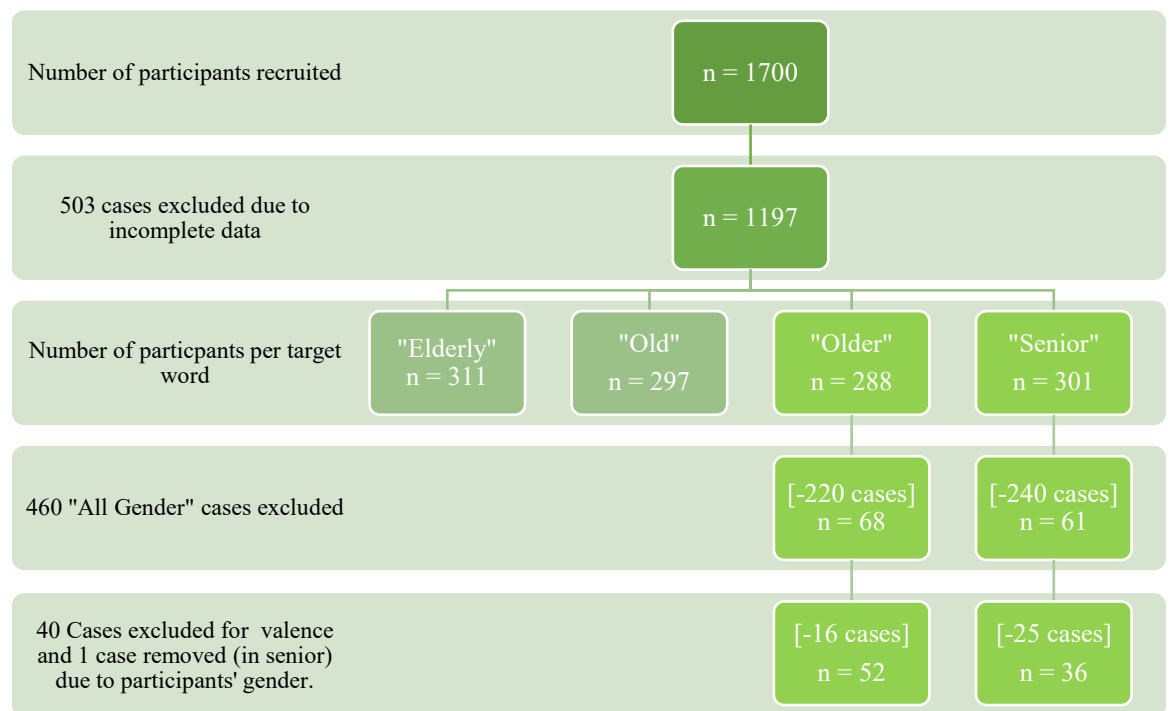 Number of participants recruited
n = 1700
503 cases excluded due to
incomplete data
n = 1197
Number of particpants per target
word
"Elderly"
n = 311
"Old"
n = 297
"Older"
n = 288
"Senior"
n = 301
460 "All Gender" cases excluded
[-220 cases]
n = 68
[-240 cases]
n = 61
40 Cases excluded for valence
and 1 case removed (in senior)
due to participants' gender.
[-16 cases]
n = 52
[-25 cases]
n = 36